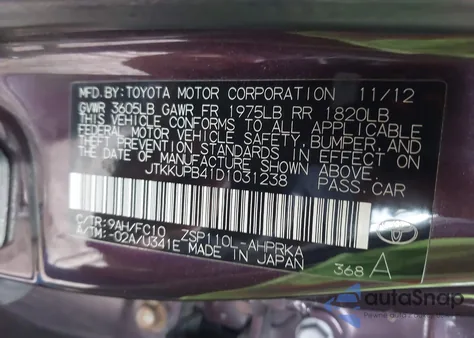 MFD.BY:TOYOTA MOTOR CORPORATION 11/12
GVWR 3605LB GAWR FR 1975LB RR 1820LB
THIS VEHICLE CONFORMS TO ALL APPLICABLE
FEDERAL MOTOR VEHICLE SAFETY,BUMPER,AND
THEFT PREVENTION STANDARDS IN EFFECT ON
THE DATE OF MANUFACTURE SHOWN ABOVE.
JTKKUPB41D1031238 PASS.CAR
C/TR:9AH/FC10 ZSP110L-AHPRKA
A/TM:-02A/U341E MADE IN JAPAN
368 A
autoSnap